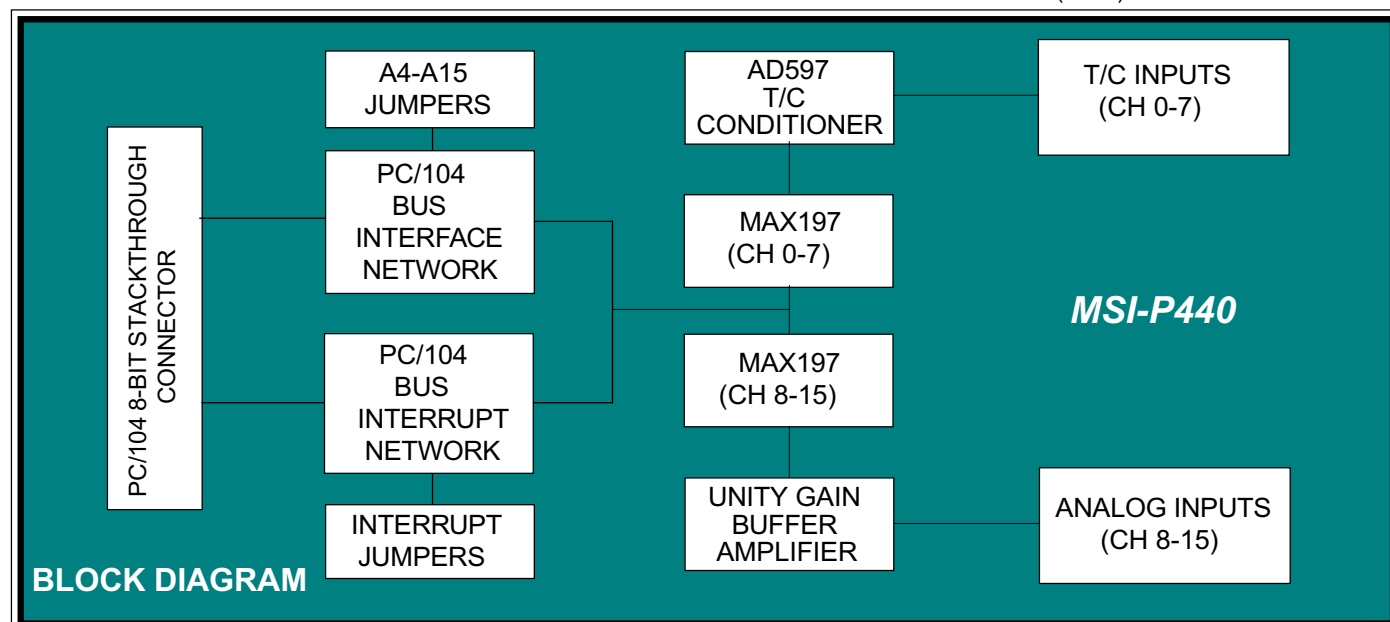 A4-A15
JUMPERS
PC/104 8-BIT STACKTHROUGH
CONNECTOR
PC/104
BUS
INTERFACE
NETWORK
PC/104
BUS
INTERRUPT
NETWORK
INTERRUPT
JUMPERS
AD597
T/C
CONDITIONER
T/C INPUTS
(CH 0-7)
MAX197
(CH 0-7)
MSI-P440
MAX197
(CH 8-15)
UNITY GAIN
BUFFER
AMPLIFIER
ANALOG INPUTS
(CH 8-15)
BLOCK DIAGRAM